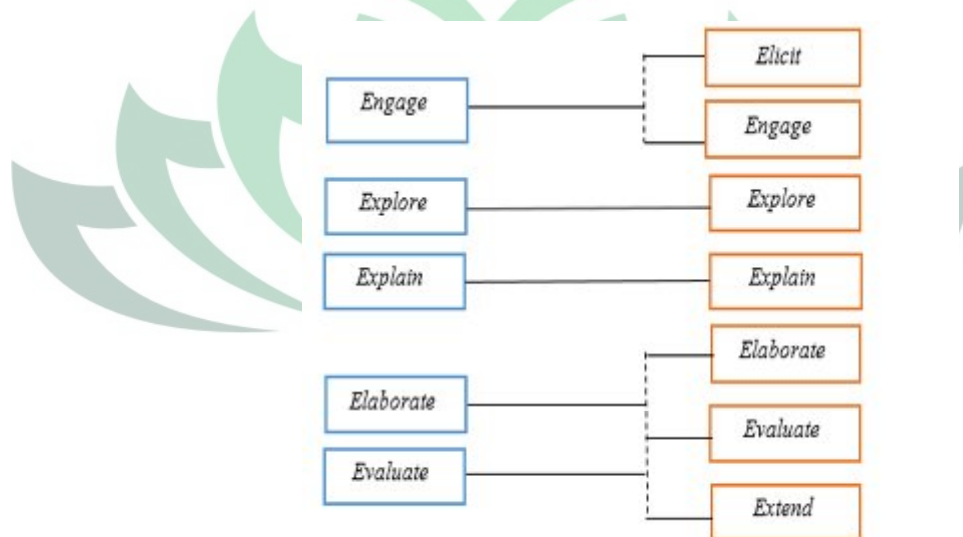 Engage
Explore
Explain
Elaborate
Evaluate
Elicit
Engage
Explore
Explain
Elaborate
Evaluate
Extend